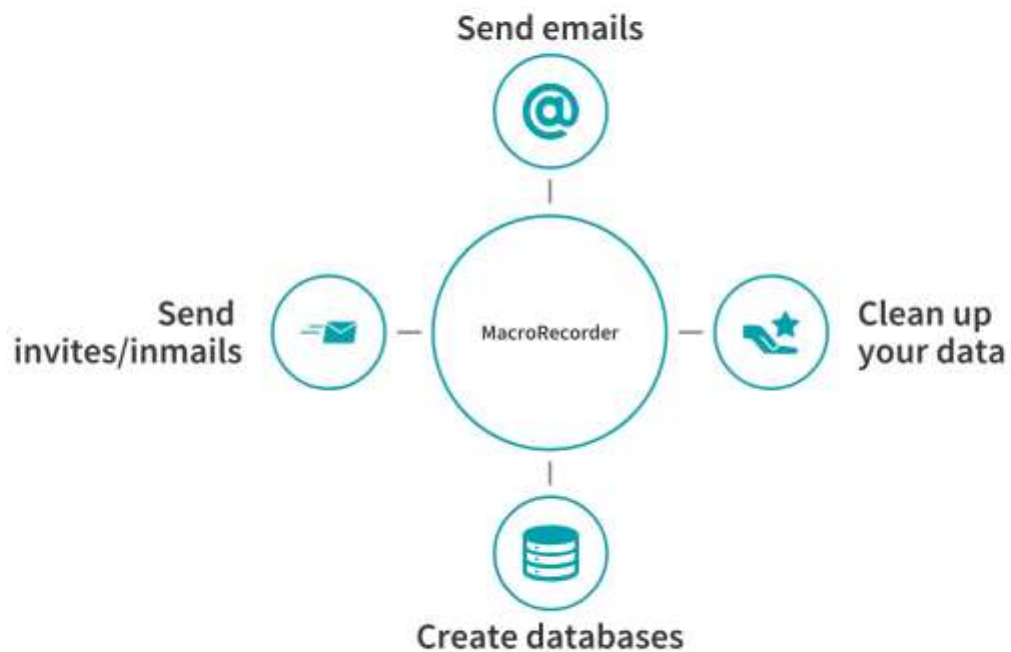 Send emails
@
Send
invites/inmails
MacroRecorder
Clean up
your data
Create databases